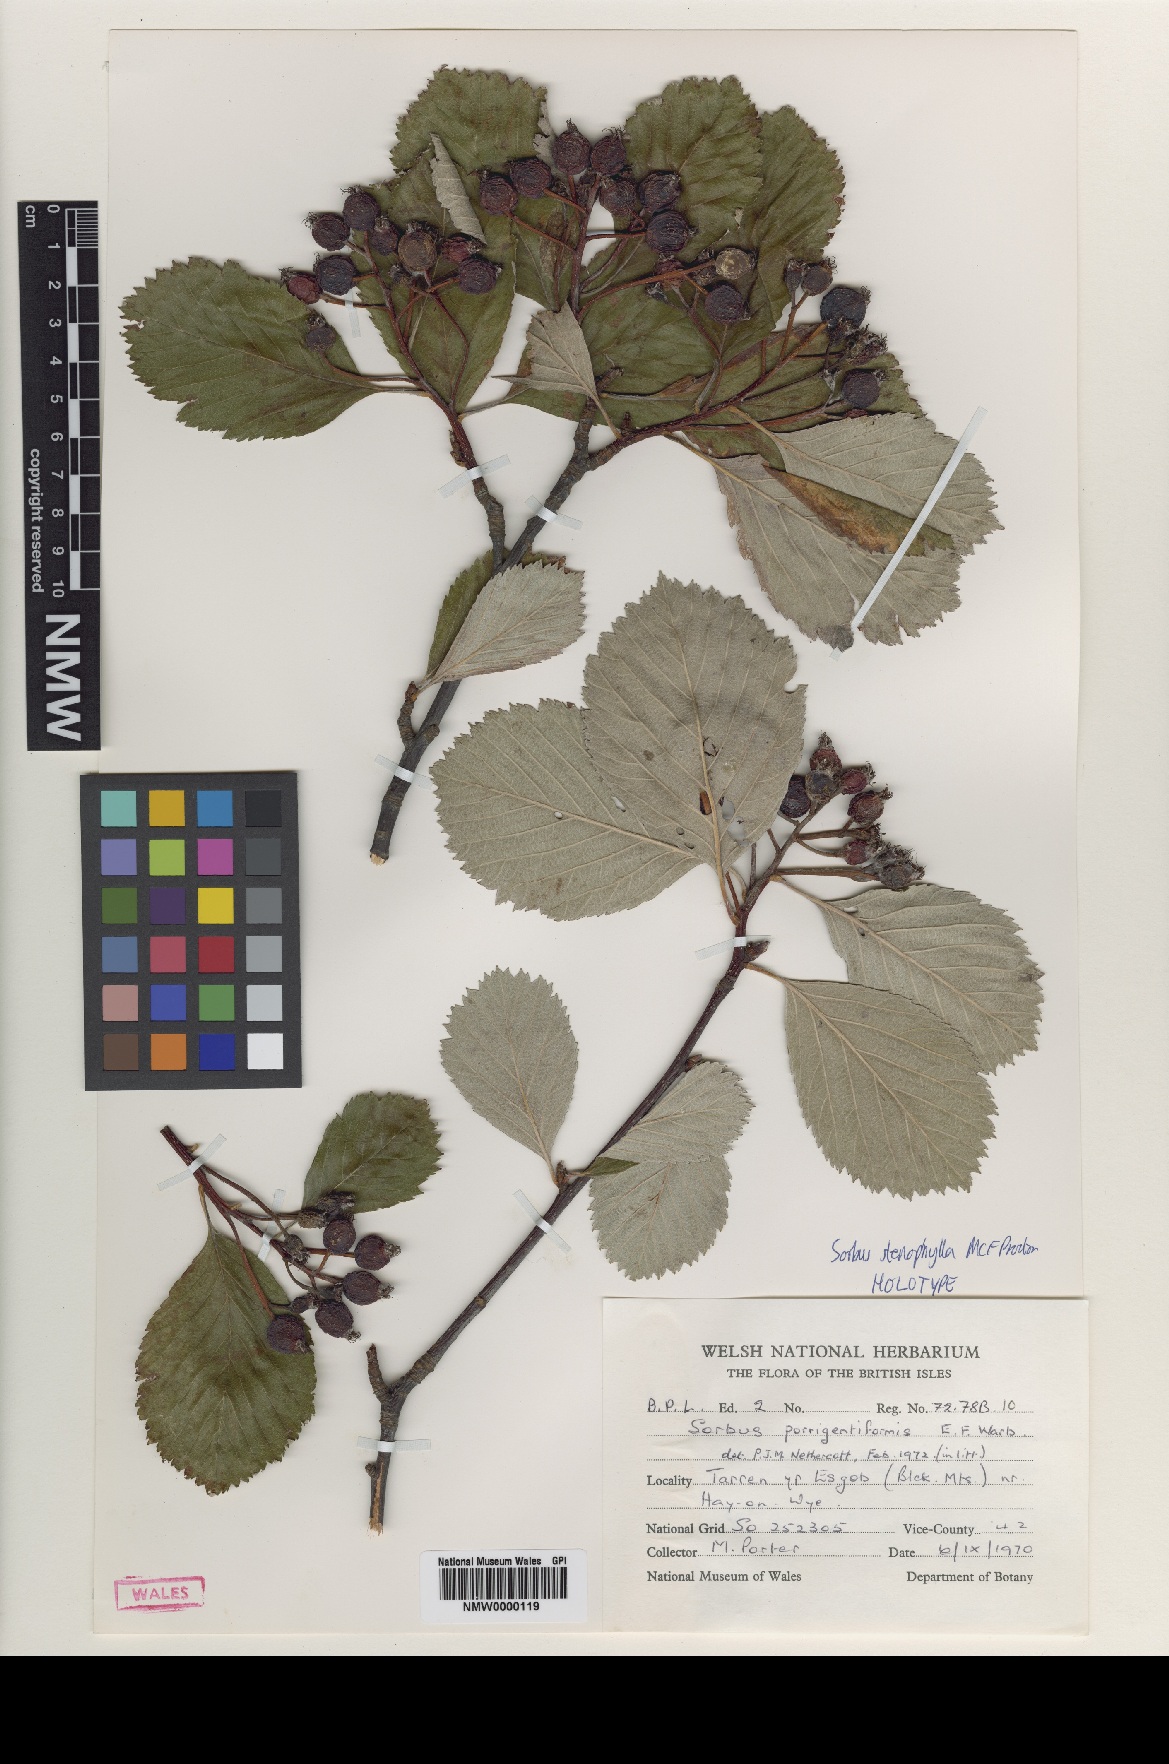 cm 0 1 2 3 4 5 6 7 8 9 10
copyright reserved
NMW
Sorbus stenophylla MCF Proctor
HOLOTYPE
WELSH NATIONAL HERBARIUM
THE FLORA OF THE BRITISH ISLES
B.P.L. Ed. 2 No. Reg. No. 72.78B.10
Sorbus porrigentiformis E.F. Warb.
det. P.J.M. Nethercott, Feb. 1972 (in litt)
Locality Tarren yr Esgob (Blck. Mts.) nr.
Hay-on-Wye.
National Grid So 252305 Vice-County 42
Collector M. Porter Date 6/IX/1970
National Museum of Wales Department of Botany
National Museum Wales GPI
NMW0000119
WALES